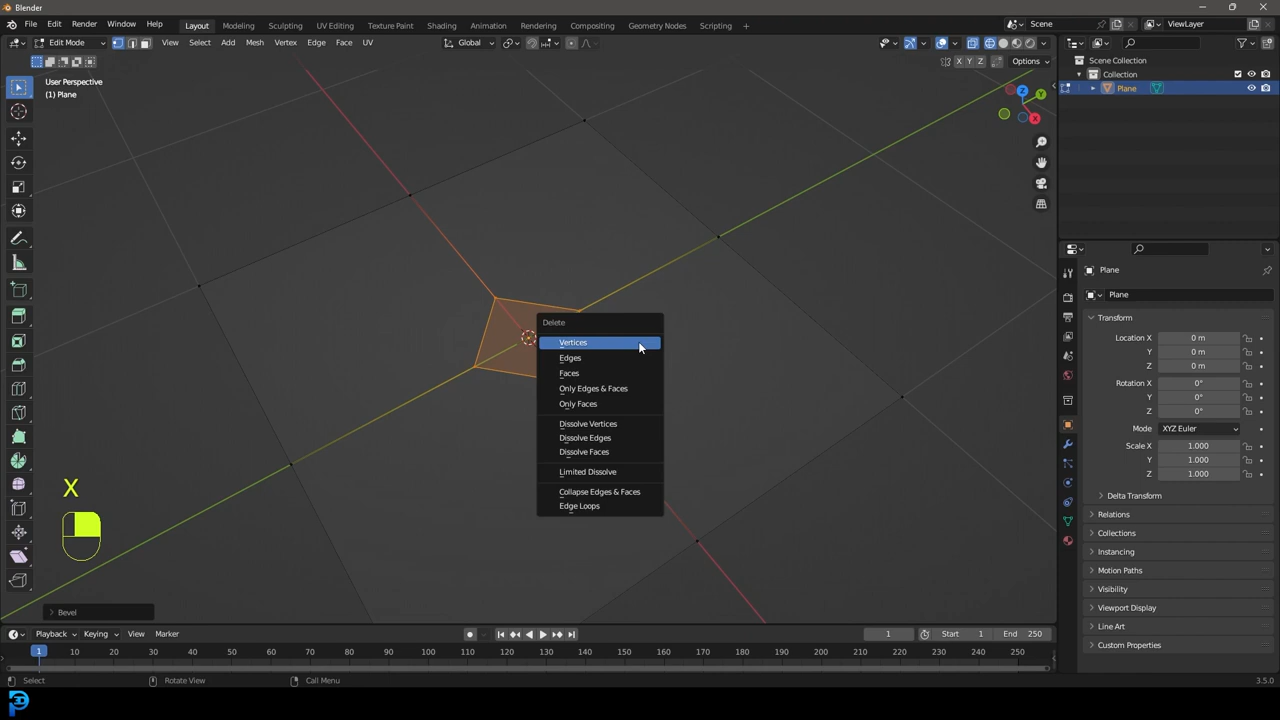 Blender
File Edit Render Window Help Layout Modeling Sculpting UV Editing Texture Paint Shading Animation Rendering Compositing Geometry Nodes Scripting + Scene ViewLayer
Edit Mode View Select Add Mesh Vertex Edge Face UV Global
X Y Z Options
User Perspective
(1) Plane
Z
Y
X
Scene Collection
Collection
Plane
Plane
Plane
Transform
Location X 0 m
Y 0 m
Z 0 m
Rotation X 0°
Y 0°
Z 0°
Mode XYZ Euler
Scale X 1.000
Y 1.000
Z 1.000
Delta Transform
Relations
Collections
Instancing
Motion Paths
Visibility
Viewport Display
Line Art
Custom Properties
Delete
Vertices
Edges
Faces
Only Edges & Faces
Only Faces
Dissolve Vertices
Dissolve Edges
Dissolve Faces
Limited Dissolve
Collapse Edges & Faces
Edge Loops
X
Bevel
Playback Keying View Marker 1 Start 1 End 250
1 10 20 30 40 50 60 70 80 90 100 110 120 130 140 150 160 170 180 190 200 210 220 230 240 250
Select Rotate View Call Menu 3.5.0